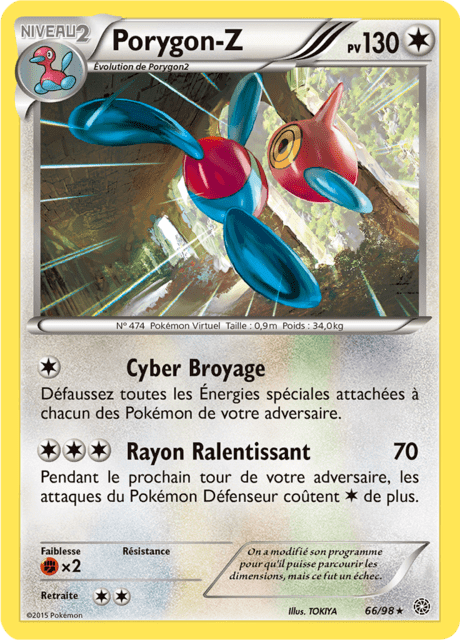 NIVEAU 2
Porygon-Z
PV 130
Évolution de Porygon2
N° 474 Pokémon Virtuel Taille : 0,9m Poids : 34,0kg
Cyber Broyage
Défaussez toutes les Énergies spéciales attachées à
chacun des Pokémon de votre adversaire.
Rayon Ralentissant 70
Pendant le prochain tour de votre adversaire, les
attaques du Pokémon Défenseur coûtent de plus.
Faiblesse Résistance
×2
Retraite
On a modifié son programme
pour qu'il puisse parcourir les
dimensions, mais ce fut un échec.
©2015 Pokémon
Illus. TOKIYA
66/98 ★